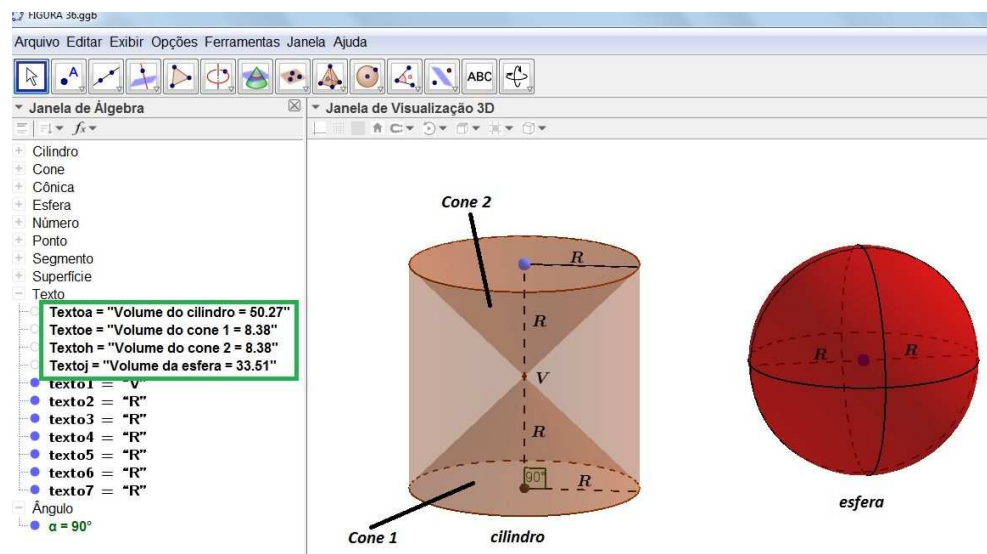 FIGURA 36.ggb
Arquivo Editar Exibir Opções Ferramentas Janela Ajuda
A
ABC
Janela de Álgebra
Janela de Visualização 3D
fx
Cilindro
Cone
Cônica
Esfera
Número
Ponto
Segmento
Superfície
Texto
Textoa = "Volume do cilindro = 50.27"
Textoe = "Volume do cone 1 = 8.38"
Textoh = "Volume do cone 2 = 8.38"
Textoj = "Volume da esfera = 33.51"
texto1 = “V”
texto2 = “R”
texto3 = “R”
texto4 = “R”
texto5 = “R”
texto6 = “R”
texto7 = “R”
Ângulo
α = 90°
Cone 2
R
R
V
R
90°
R
Cone 1
cilindro
R
R
esfera